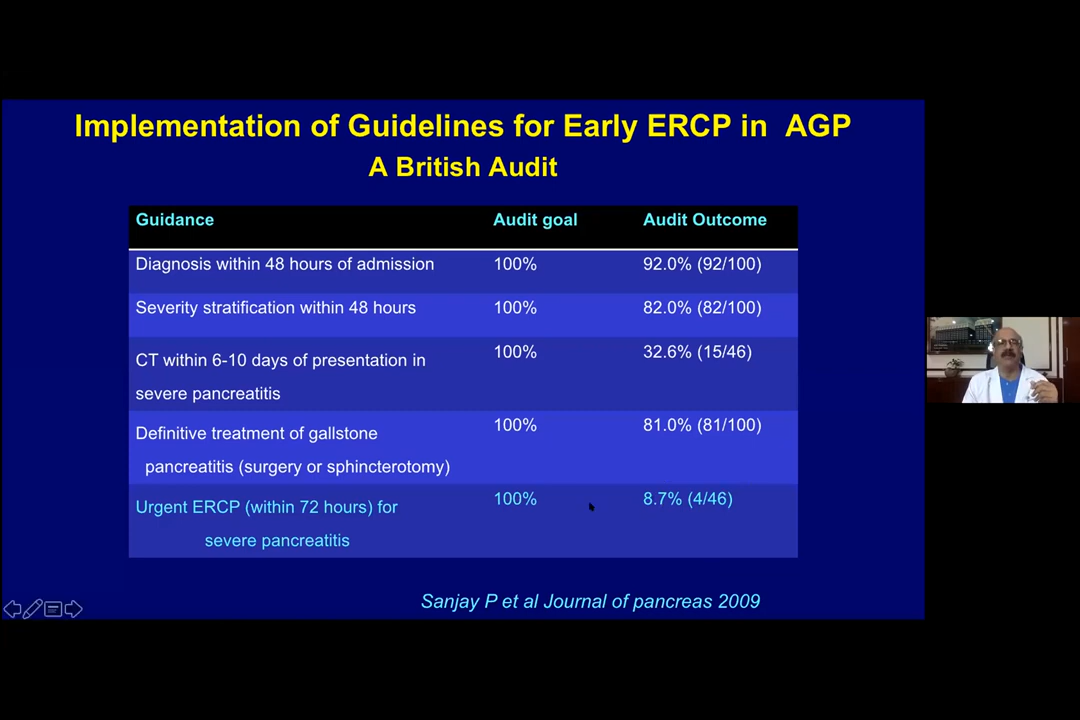 Implementation of Guidelines for Early ERCP in AGP
A British Audit
Guidance Audit goal Audit Outcome
Diagnosis within 48 hours of admission 100% 92.0% (92/100)
Severity stratification within 48 hours 100% 82.0% (82/100)
CT within 6-10 days of presentation in 100% 32.6% (15/46)
severe pancreatitis
Definitive treatment of gallstone 100% 81.0% (81/100)
pancreatitis (surgery or sphincterotomy)
Urgent ERCP (within 72 hours) for 100% 8.7% (4/46)
severe pancreatitis
Sanjay P et al Journal of pancreas 2009